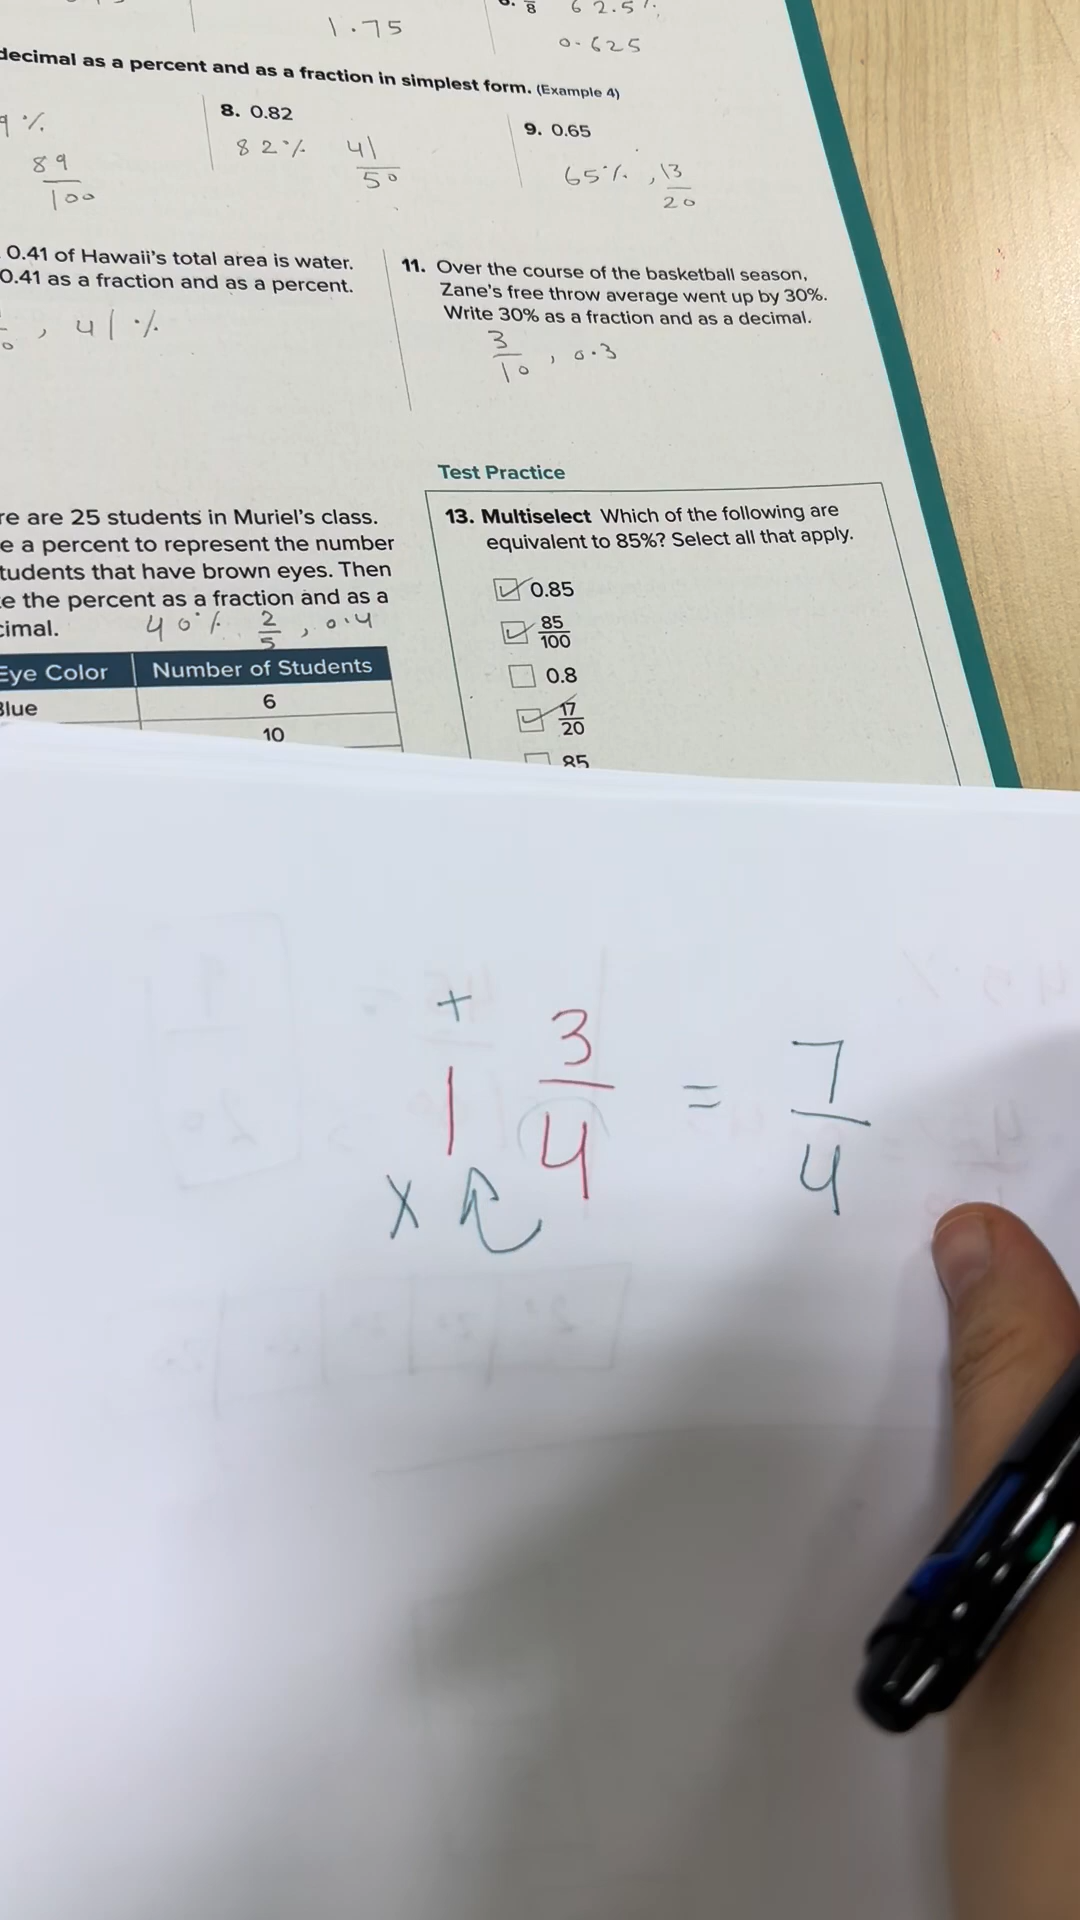 1.75
8 62.5%
0.625
decimal as a percent and as a fraction in simplest form. (Example 4)
9%
89
100
8. 0.82
82% 41
50
9. 0.65
65%, 13
20
0.41 of Hawaii's total area is water.
0.41 as a fraction and as a percent.
, 41%
11. Over the course of the basketball season,
Zane's free throw average went up by 30%.
Write 30% as a fraction and as a decimal.
3
10 , 0.3
re are 25 students in Muriel's class.
e a percent to represent the number
tudents that have brown eyes. Then
te the percent as a fraction and as a
cimal. 40% 2/5, 0.4
Eye Color Number of Students
Blue 6
10
Test Practice
13. Multiselect Which of the following are
equivalent to 85%? Select all that apply.
0.85
85
100
0.8
17
20
85
+
1 3/4 = 7/4
X